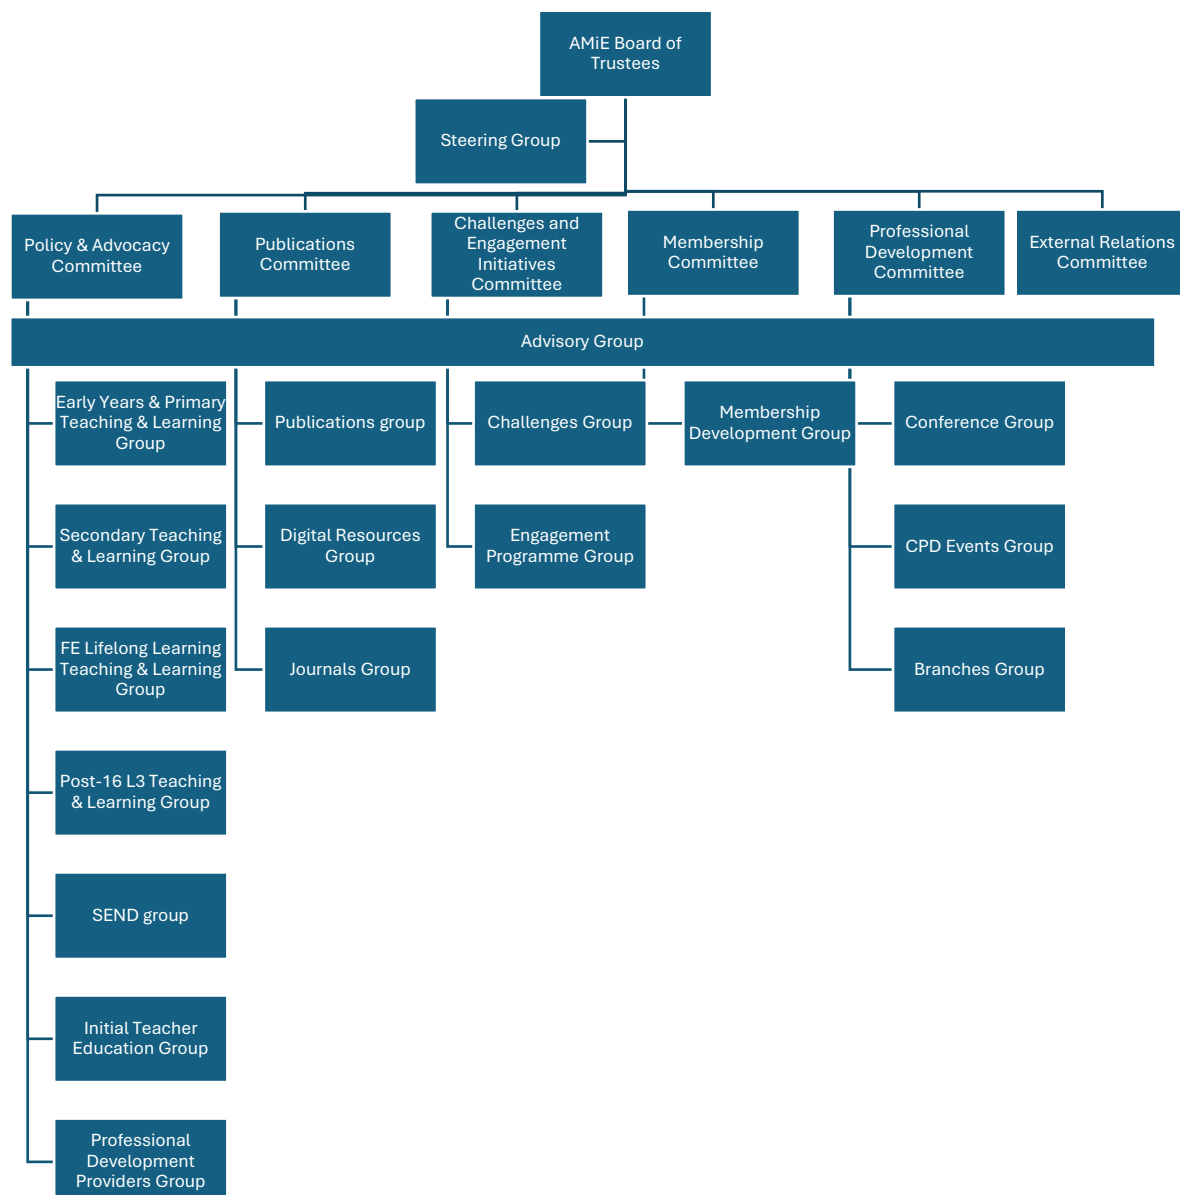 AMiE Board of
Trustees
Steering Group
Policy & Advocacy
Committee
Publications
Committee
Challenges and
Engagement
Initiatives
Committee
Membership
Committee
Professional
Development
Committee
External Relations
Committee
Advisory Group
Early Years & Primary
Teaching & Learning
Group
Publications group
Challenges Group
Membership
Development Group
Conference Group
Secondary Teaching
& Learning Group
Digital Resources
Group
Engagement
Programme Group
CPD Events Group
FE Lifelong Learning
Teaching & Learning
Group
Journals Group
Branches Group
Post-16 L3 Teaching
& Learning Group
SEND group
Initial Teacher
Education Group
Professional
Development
Providers Group